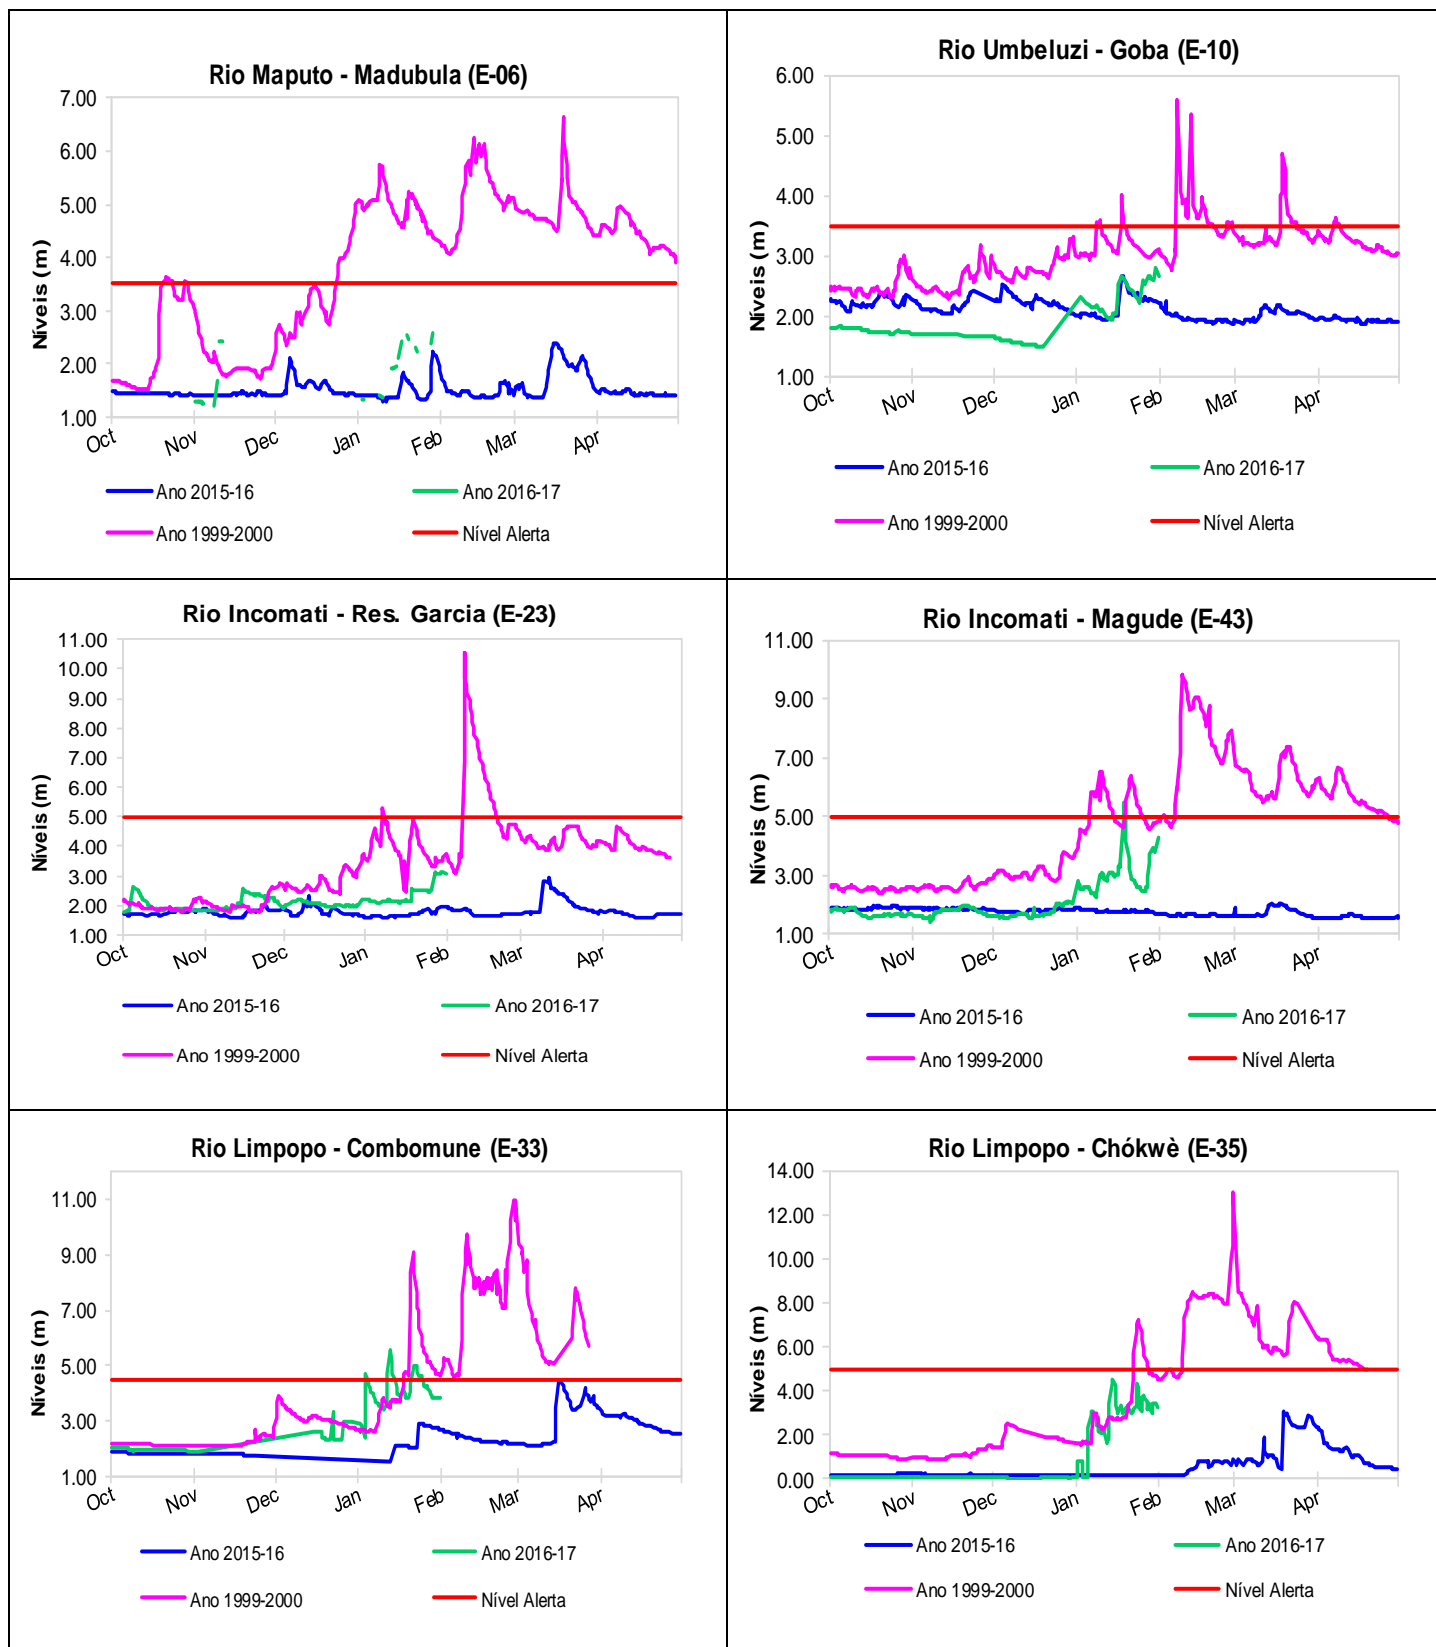 Rio Maputo - Madubula (E-06)
Níveis (m)
7.00
6.00
5.00
4.00
3.00
2.00
1.00
Oct Nov Dec Jan Feb Mar Apr
Ano 2015-16 Ano 2016-17
Ano 1999-2000 Nível Alerta
Rio Umbeluzi - Goba (E-10)
Níveis (m)
6.00
5.00
4.00
3.00
2.00
1.00
Oct Nov Dec Jan Feb Mar Apr
Ano 2015-16 Ano 2016-17
Ano 1999-2000 Nível Alerta
Rio Incomati - Res. Garcia (E-23)
Níveis (m)
11.00
10.00
9.00
8.00
7.00
6.00
5.00
4.00
3.00
2.00
1.00
Oct Nov Dec Jan Feb Mar Apr
Ano 2015-16 Ano 2016-17
Ano 1999-2000 Nível Alerta
Rio Incomati - Magude (E-43)
Níveis (m)
11.00
9.00
7.00
5.00
3.00
1.00
Oct Nov Dec Jan Feb Mar Apr
Ano 2015-16 Ano 2016-17
Ano 1999-2000 Nível Alerta
Rio Limpopo - Combomune (E-33)
Níveis (m)
11.00
9.00
7.00
5.00
3.00
1.00
Oct Nov Dec Jan Feb Mar Apr
Ano 2015-16 Ano 2016-17
Ano 1999-2000 Nível Alerta
Rio Limpopo - Chókwè (E-35)
Níveis (m)
14.00
12.00
10.00
8.00
6.00
4.00
2.00
0.00
Oct Nov Dec Jan Feb Mar Apr
Ano 2015-16 Ano 2016-17
Ano 1999-2000 Nível Alerta